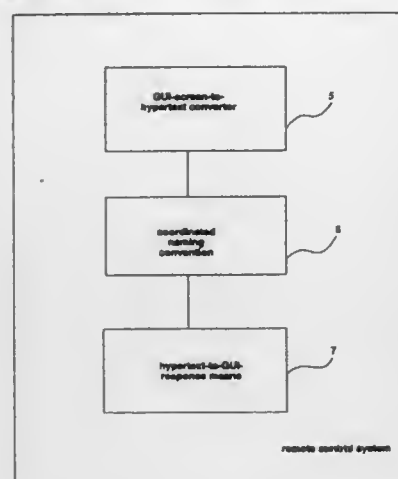 GUI-screen-to-
hypertext converter
5
coordinated
naming
convention
6
hypertext-to-GUI-
response means
7
remote control system